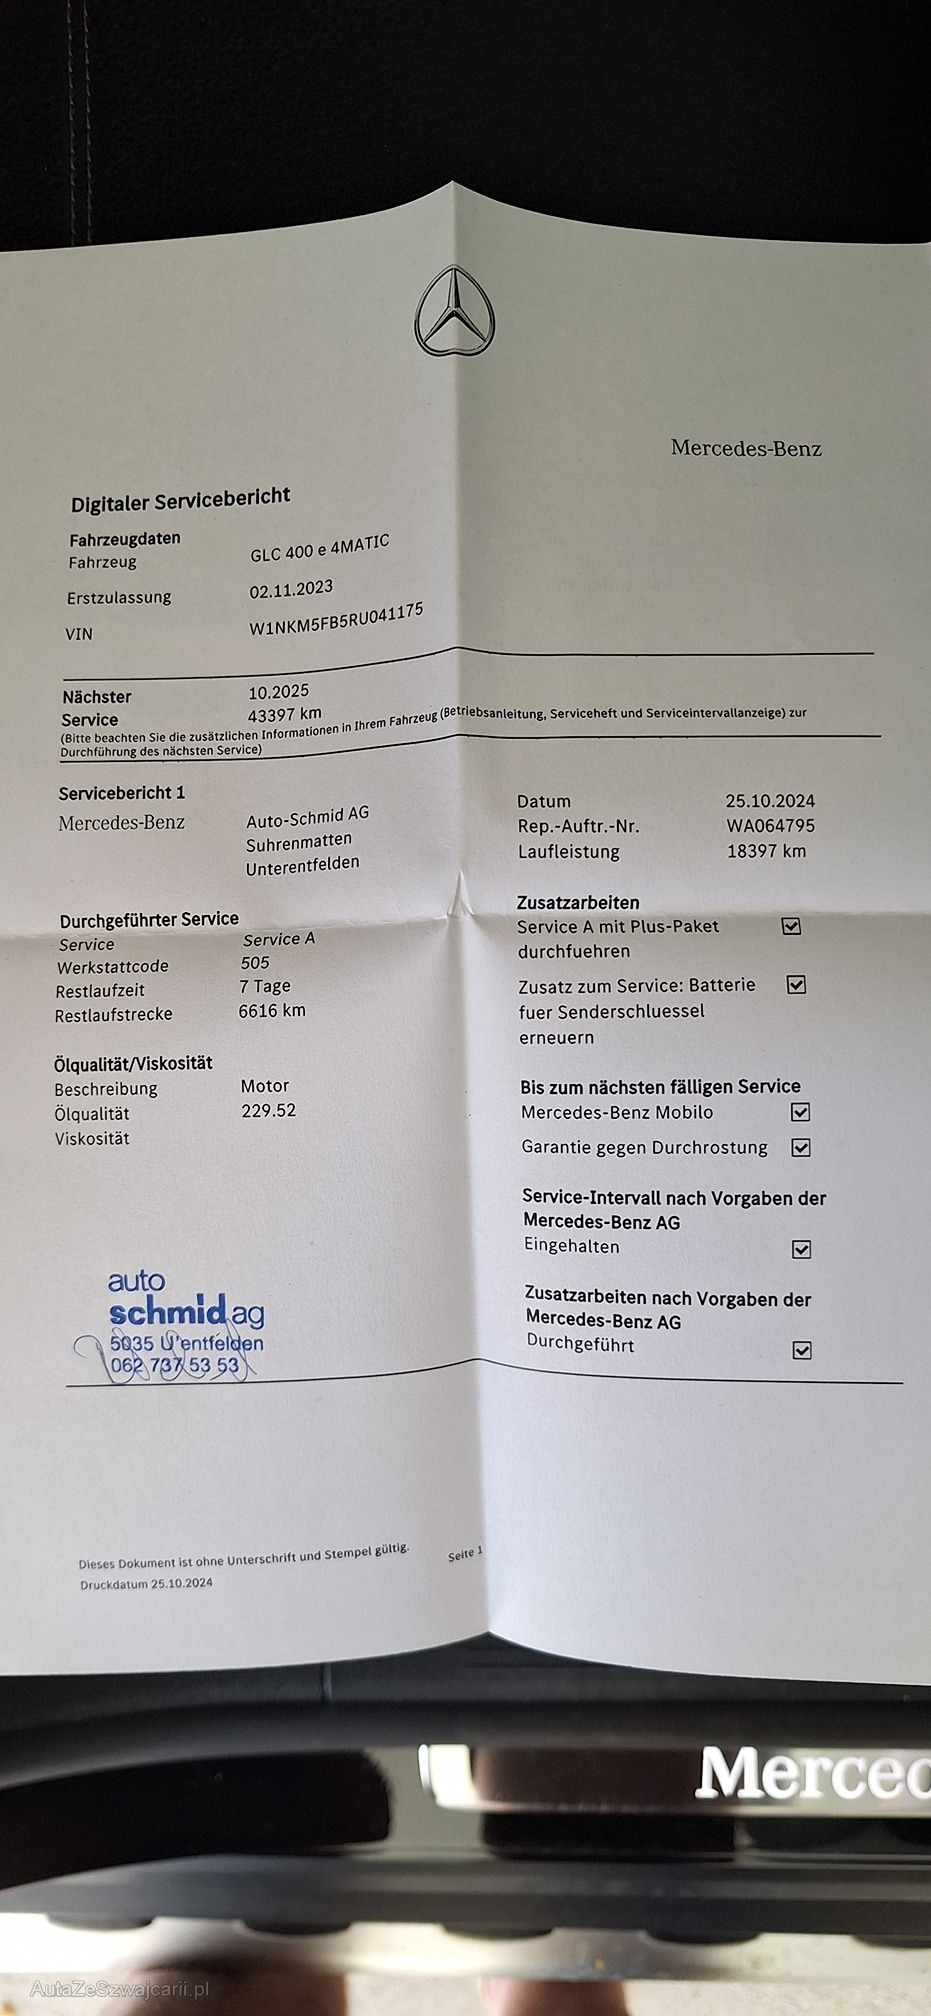 Mercedes-Benz
Digitaler Servicebericht
Fahrzeugdaten
Fahrzeug GLC 400 e 4MATIC
Erstzulassung 02.11.2023
VIN W1NKM5FB5RU041175
Nächster 10.2025
Service 43397 km
(Bitte beachten Sie die zusätzlichen Informationen in Ihrem Fahrzeug (Betriebsanleitung, Serviceheft und Serviceintervallanzeige) zur
Durchführung des nächsten Service)
Servicebericht 1
Mercedes-Benz Auto-Schmid AG
Suhrenmatten
Unterentfelden
Datum 25.10.2024
Rep.-Auftr.-Nr. WA064795
Laufleistung 18397 km
Durchgeführter Service
Service Service A
Werkstattcode 505
Restlaufzeit 7 Tage
Restlaufstrecke 6616 km
Ölqualität/Viskosität
Beschreibung Motor
Ölqualität 229.52
Viskosität
Zusatzarbeiten
Service A mit Plus-Paket
durchfuehren
Zusatz zum Service: Batterie
fuer Senderschluessel
erneuern
Bis zum nächsten fälligen Service
Mercedes-Benz Mobilo
Garantie gegen Durchrostung
Service-Intervall nach Vorgaben der
Mercedes-Benz AG
Eingehalten
Zusatzarbeiten nach Vorgaben der
Mercedes-Benz AG
Durchgeführt
auto
schmid ag
5035 U'entfelden
062 737 53 53
Dieses Dokument ist ohne Unterschrift und Stempel gültig.
Seite 1
Druckdatum 25.10.2024
Merced
AutaZeSzwajcarii.pl